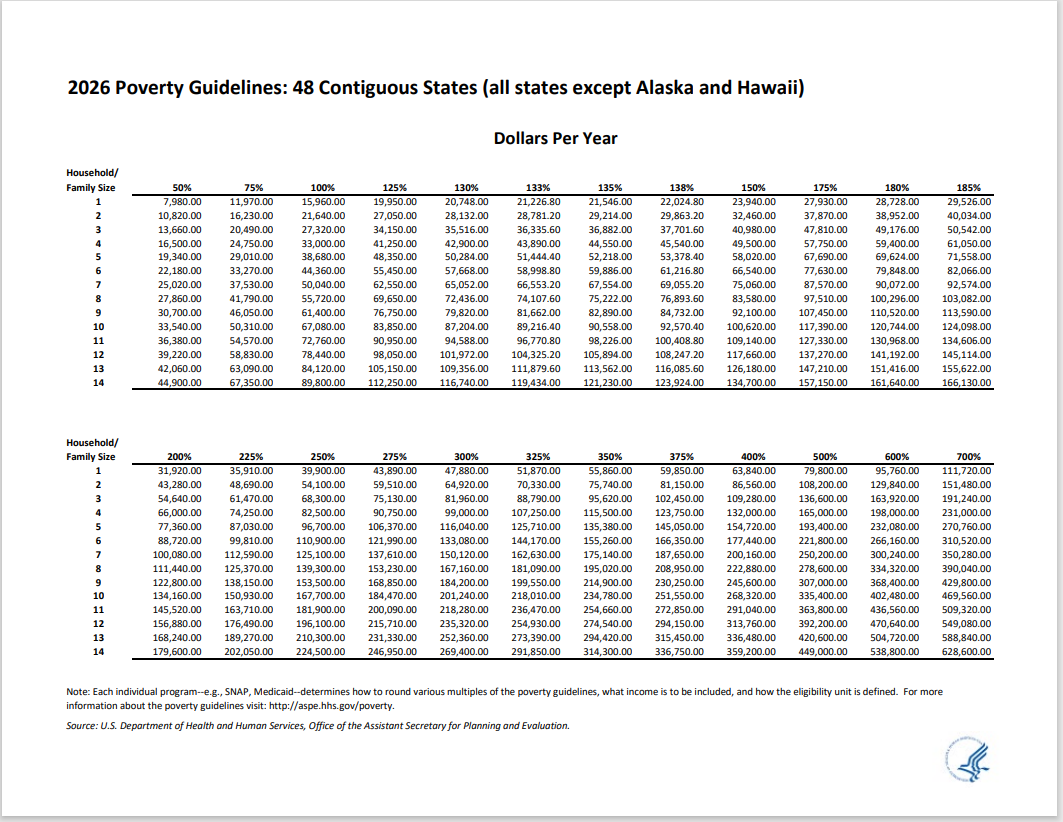 2026 Poverty Guidelines: 48 Contiguous States (all states except Alaska and Hawaii)
Dollars Per Year
Household/
Family Size 50% 75% 100% 125% 130% 133% 135% 138% 150% 175% 180% 185%
1 7,980.00 11,970.00 15,960.00 19,950.00 20,748.00 21,226.80 21,546.00 22,024.80 23,940.00 27,930.00 28,728.00 29,526.00
2 10,820.00 16,230.00 21,640.00 27,050.00 28,132.00 28,781.20 29,214.00 29,863.20 32,460.00 37,870.00 38,952.00 40,034.00
3 13,660.00 20,490.00 27,320.00 34,150.00 35,516.00 36,335.60 36,882.00 37,701.60 40,980.00 47,810.00 49,176.00 50,542.00
4 16,500.00 24,750.00 33,000.00 41,250.00 42,900.00 43,890.00 44,550.00 45,540.00 49,500.00 57,750.00 59,400.00 61,050.00
5 19,340.00 29,010.00 38,680.00 48,350.00 50,284.00 51,444.40 52,218.00 53,378.40 58,020.00 67,690.00 69,624.00 71,558.00
6 22,180.00 33,270.00 44,360.00 55,450.00 57,668.00 58,998.80 59,886.00 61,216.80 66,540.00 77,630.00 79,848.00 82,066.00
7 25,020.00 37,530.00 50,040.00 62,550.00 65,052.00 66,553.20 67,554.00 69,055.20 75,060.00 87,570.00 90,072.00 92,574.00
8 27,860.00 41,790.00 55,720.00 69,650.00 72,436.00 74,107.60 75,222.00 76,893.60 83,580.00 97,510.00 100,296.00 103,082.00
9 30,700.00 46,050.00 61,400.00 76,750.00 79,820.00 81,662.00 82,890.00 84,732.00 92,100.00 107,450.00 110,520.00 113,590.00
10 33,540.00 50,310.00 67,080.00 83,850.00 87,204.00 89,216.40 90,558.00 92,570.40 100,620.00 117,390.00 120,744.00 124,098.00
11 36,380.00 54,570.00 72,760.00 90,950.00 94,588.00 96,770.80 98,226.00 100,408.80 109,140.00 127,330.00 130,968.00 134,606.00
12 39,220.00 58,830.00 78,440.00 98,050.00 101,972.00 104,325.20 105,894.00 108,247.20 117,660.00 137,270.00 141,192.00 145,114.00
13 42,060.00 63,090.00 84,120.00 105,150.00 109,356.00 111,879.60 113,562.00 116,085.60 126,180.00 147,210.00 151,416.00 155,622.00
14 44,900.00 67,350.00 89,800.00 112,250.00 116,740.00 119,434.00 121,230.00 123,924.00 134,700.00 157,150.00 161,640.00 166,130.00
Household/
Family Size 200% 225% 250% 275% 300% 325% 350% 375% 400% 500% 600% 700%
1 31,920.00 35,910.00 39,900.00 43,890.00 47,880.00 51,870.00 55,860.00 59,850.00 63,840.00 79,800.00 95,760.00 111,720.00
2 43,280.00 48,690.00 54,100.00 59,510.00 64,920.00 70,330.00 75,740.00 81,150.00 86,560.00 108,200.00 129,840.00 151,480.00
3 54,640.00 61,470.00 68,300.00 75,130.00 81,960.00 88,790.00 95,620.00 102,450.00 109,280.00 136,600.00 163,920.00 191,240.00
4 66,000.00 74,250.00 82,500.00 90,750.00 99,000.00 107,250.00 115,500.00 123,750.00 132,000.00 165,000.00 198,000.00 231,000.00
5 77,360.00 87,030.00 96,700.00 106,370.00 116,040.00 125,710.00 135,380.00 145,050.00 154,720.00 193,400.00 232,080.00 270,760.00
6 88,720.00 99,810.00 110,900.00 121,990.00 133,080.00 144,170.00 155,260.00 166,350.00 177,440.00 221,800.00 266,160.00 310,520.00
7 100,080.00 112,590.00 125,100.00 137,610.00 150,120.00 162,630.00 175,140.00 187,650.00 200,160.00 250,200.00 300,240.00 350,280.00
8 111,440.00 125,370.00 139,300.00 153,230.00 167,160.00 181,090.00 195,020.00 208,950.00 222,880.00 278,600.00 334,320.00 390,040.00
9 122,800.00 138,150.00 153,500.00 168,850.00 184,200.00 199,550.00 214,900.00 230,250.00 245,600.00 307,000.00 368,400.00 429,800.00
10 134,160.00 150,930.00 167,700.00 184,470.00 201,240.00 218,010.00 234,780.00 251,550.00 268,320.00 335,400.00 402,480.00 469,560.00
11 145,520.00 163,710.00 181,900.00 200,090.00 218,280.00 236,470.00 254,660.00 272,850.00 291,040.00 363,800.00 436,560.00 509,320.00
12 156,880.00 176,490.00 196,100.00 215,710.00 235,320.00 254,930.00 274,540.00 294,150.00 313,760.00 392,200.00 470,640.00 549,080.00
13 168,240.00 189,270.00 210,300.00 231,330.00 252,360.00 273,390.00 294,420.00 315,450.00 336,480.00 420,600.00 504,720.00 588,840.00
14 179,600.00 202,050.00 224,500.00 246,950.00 269,400.00 291,850.00 314,300.00 336,750.00 359,200.00 449,000.00 538,800.00 628,600.00
Note: Each individual program--e.g., SNAP, Medicaid--determines how to round various multiples of the poverty guidelines, what income is to be included, and how the eligibility unit is defined. For more
information about the poverty guidelines visit: http://aspe.hhs.gov/poverty.
Source: U.S. Department of Health and Human Services, Office of the Assistant Secretary for Planning and Evaluation.